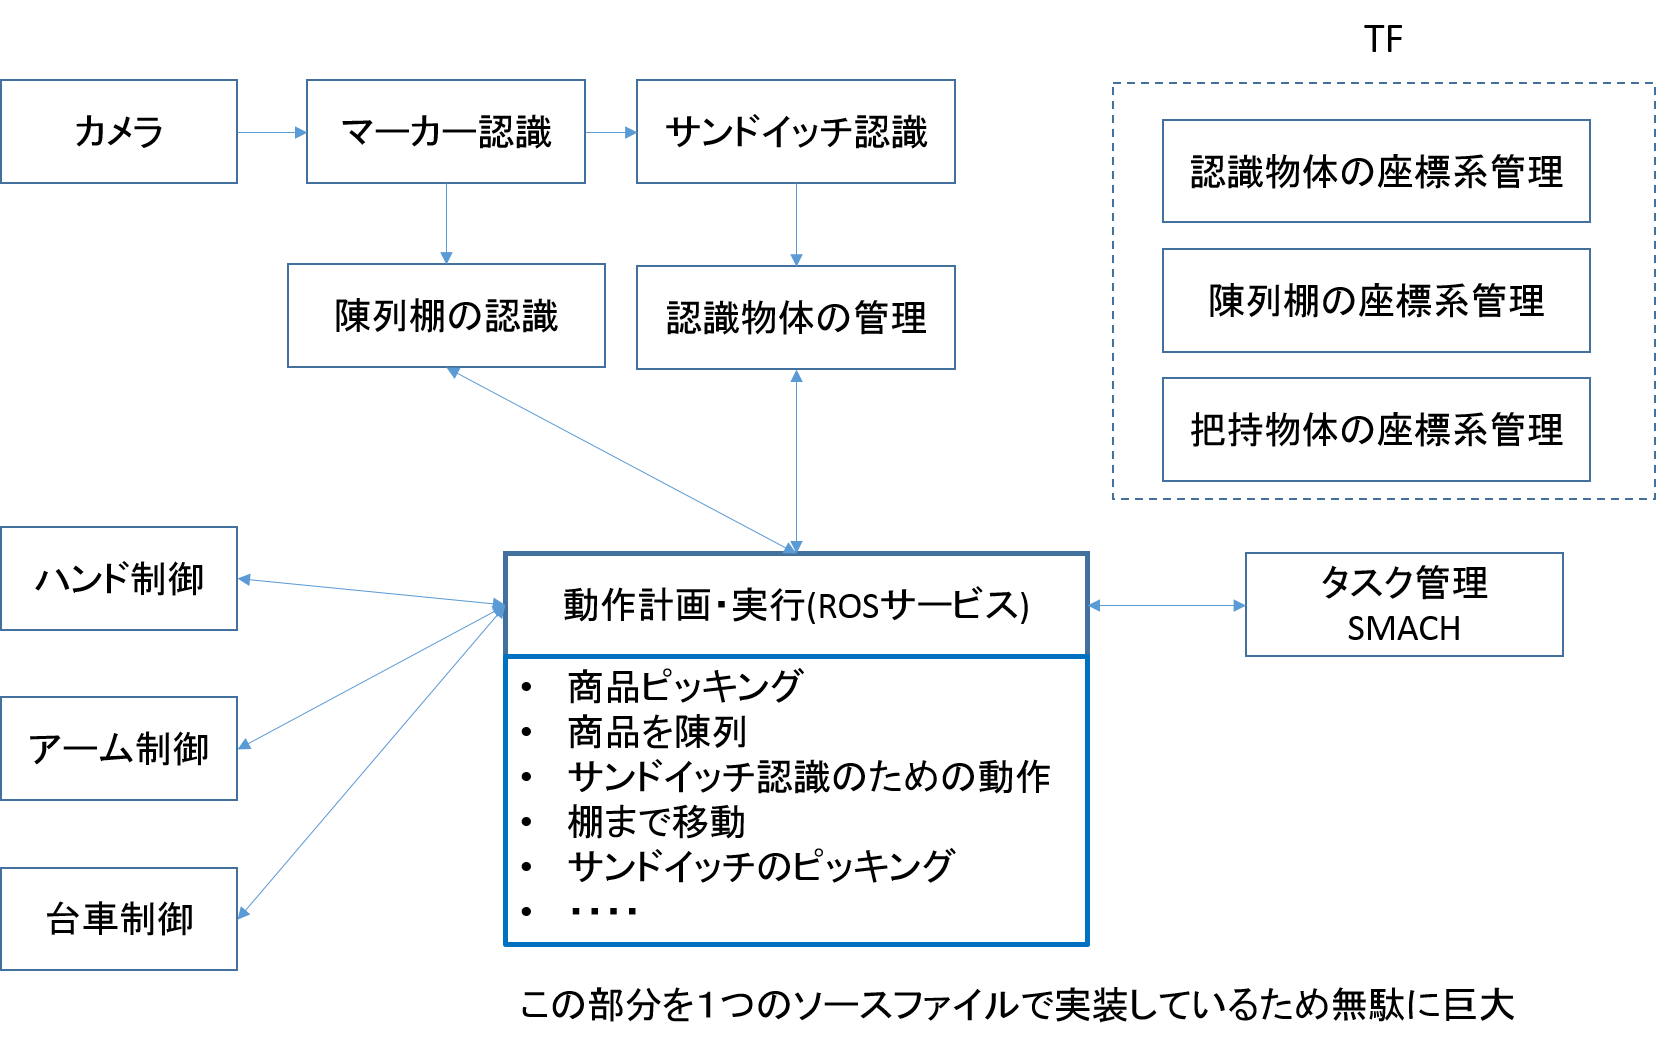 TF
カメラ
マーカー認識
サンドイッチ認識
認識物体の座標系管理
陳列棚の認識
認識物体の管理
陳列棚の座標系管理
把持物体の座標系管理
ハンド制御
動作計画・実行(ROSサービス)
タスク管理
SMACH
• 商品ピッキング
• 商品を陳列
アーム制御
• サンドイッチ認識のための動作
• 棚まで移動
• サンドイッチのピッキング
• ・・・・
台車制御
この部分を１つのソースファイルで実装しているため無駄に巨大